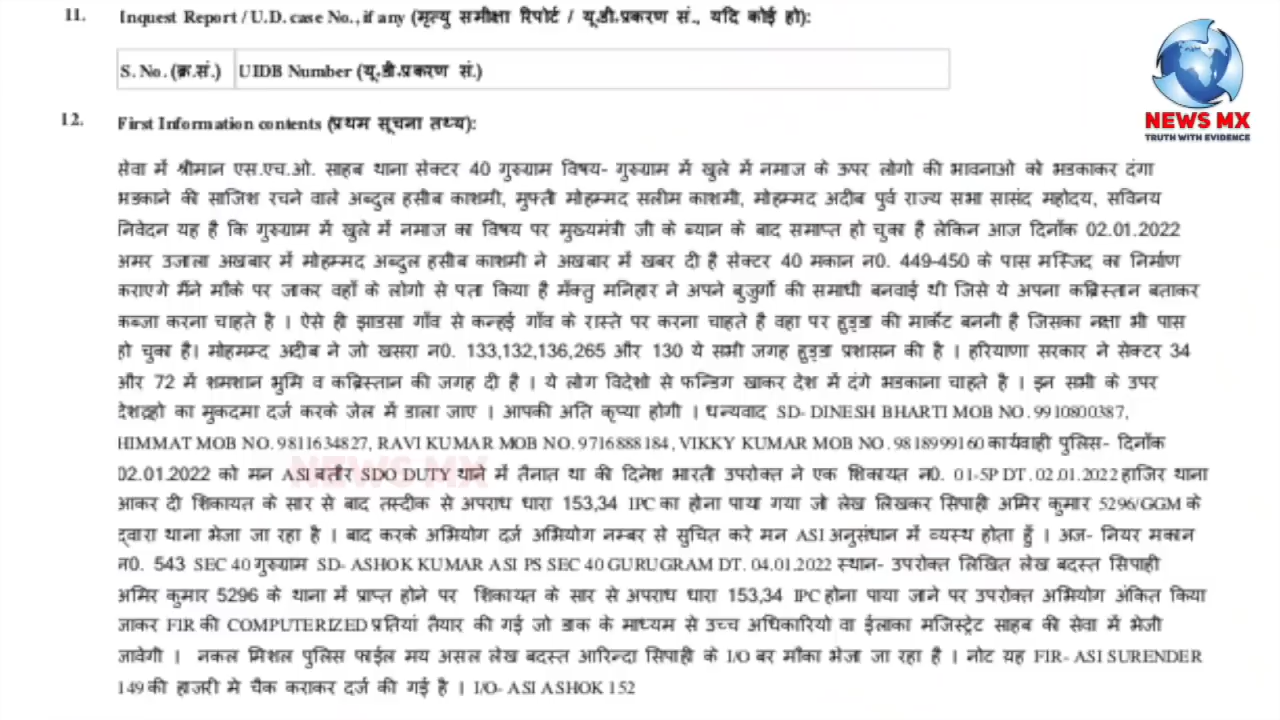 11. Inquest Report / U.D. case No., if any (मृत्यु समीक्षा रिपोर्ट / यू.डी.प्रकरण सं., यदि कोई हो):
S. No. (क्र.सं.) UIDB Number (यू.डी.प्रकरण सं.)
NEWS MX
TRUTH WITH EVIDENCE
12. First Information contents (प्रथम सूचना तथ्य):
सेवा में श्रीमान एस.एच.ओ. साहब थाना सेक्टर 40 गुरुग्राम विषय- गुरुग्राम में खुले में नमाज के ऊपर लोगो की भावनाओ को भडकाकर दंगा
भडकाने की साजिश रचने वाले अब्दुल हसीब काशमी, मुफ्ती मोहम्मद सलीम काशमी, मोहम्मद अदीब पुर्व राज्य सभा सासंद महोदय, सविनय
निवेदन यह है कि गुरुग्राम में खुले में नमाज का विषय पर मुख्यमंत्री जी के ब्यान के बाद समाप्त हो चुका है लेकिन आज दिनाँक 02.01.2022
अमर उजाला अखबार में मोहम्मद अब्दुल हसीब काशमी ने अखबार में खबर दी है सेक्टर 40 मकान न0. 449-450 के पास मस्जिद का निर्माण
कराएगे मैंने मौके पर जाकर वहाँ के लोगो से पता किया है मैंक्तु मनिहार ने अपने बुजुर्गो की समाधी बनवाई थी जिसे ये अपना कब्रिस्तान बताकर
कब्जा करना चाहते है । ऐसे ही झाडसा गाँव से कन्हई गाँव के रास्ते पर करना चाहते है वहा पर हुड्डा की मार्केट बननी है जिसका नक्षा भी पास
हो चुका है। मोहमम्द अदीब ने जो खसरा न0. 133,132,136,265 और 130 ये सभी जगह हुड्डा प्रशासन की है । हरियाणा सरकार ने सेक्टर 34
और 72 में शमशान भुमि व कब्रिस्तान की जगह दी है । ये लोग विदेशो से फन्डिग खाकर देश में दंगे भडकाना चाहते है । इन सभी के उपर
देशद्रहो का मुकदमा दर्ज करके जेल में डाला जाए । आपकी अति कृप्या होगी । धन्यवाद SD- DINESH BHARTI MOB NO. 9910800387,
HIMMAT MOB NO. 9811634827, RAVI KUMAR MOB NO. 9716888184, VIKKY KUMAR MOB NO. 9818999160 कार्यवाही पुलिस- दिनाँक
02.01.2022 को मन ASI बतौर SDO DUTY थाने में तैनात था की दिनेश भारती उपरोक्त ने एक शिकायत न0. 01-5P DT. 02.01.2022 हाजिर थाना
आकर दी शिकायत के सार से बाद तस्दीक से अपराध धारा 153,34 IPC का होना पाया गया जो लेख लिखकर सिपाही अमिर कुमार 5296/GGM के
द्वारा थाना भेजा जा रहा है । बाद करके अभियोग दर्ज अभियोग नम्बर से सुचित करे मन ASI अनुसंधान में व्यस्थ होता हुँ । अज- नियर मकान
न0. 543 SEC 40 गुरुग्राम SD- ASHOK KUMAR ASI PS SEC 40 GURUGRAM DT. 04.01.2022 स्थान- उपरोक्त लिखित लेख बदस्त सिपाही
अमिर कुमार 5296 के थाना में प्राप्त होने पर शिकायत के सार से अपराध धारा 153,34 IPC होना पाया जाने पर उपरोक्त अभियोग अंकित किया
जाकर FIR की COMPUTERIZED प्रतियां तैयार की गई जो डाक के माध्यम से उच्च अधिकारियो वा ईलाका मजिस्ट्रेट साहब की सेवा में भेजी
जावेगी । नकल मिशल पुलिस फाईल मय असल लेख बदस्त आरिन्दा सिपाही के I/O बर मौका भेजा जा रहा है । नोट यह FIR- ASI SURENDER
149 की हाजरी मे चैक कराकर दर्ज की गई है । I/O- ASI ASHOK 152
NEWS MX